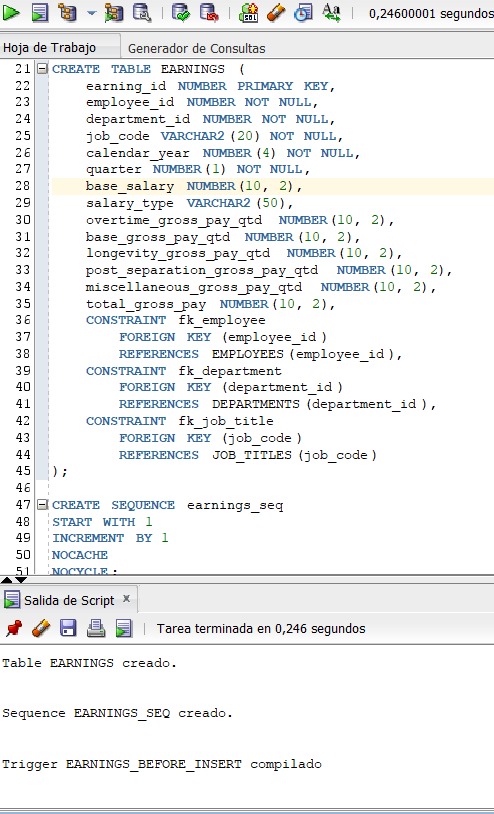 0,24600001 segundos
Hoja de Trabajo Generador de Consultas
21 CREATE TABLE EARNINGS (
22 earning_id NUMBER PRIMARY KEY,
23 employee_id NUMBER NOT NULL,
24 department_id NUMBER NOT NULL,
25 job_code VARCHAR2(20) NOT NULL,
26 calendar_year NUMBER(4) NOT NULL,
27 quarter NUMBER(1) NOT NULL,
28 base_salary NUMBER(10, 2),
29 salary_type VARCHAR2(50),
30 overtime_gross_pay_qtd NUMBER(10, 2),
31 base_gross_pay_qtd NUMBER(10, 2),
32 longevity_gross_pay_qtd NUMBER(10, 2),
33 post_separation_gross_pay_qtd NUMBER(10, 2),
34 miscellaneous_gross_pay_qtd NUMBER(10, 2),
35 total_gross_pay NUMBER(10, 2),
36 CONSTRAINT fk_employee
37 FOREIGN KEY (employee_id)
38 REFERENCES EMPLOYEES(employee_id),
39 CONSTRAINT fk_department
40 FOREIGN KEY (department_id)
41 REFERENCES DEPARTMENTS(department_id),
42 CONSTRAINT fk_job_title
43 FOREIGN KEY (job_code)
44 REFERENCES JOB_TITLES(job_code)
45 );
46
47 CREATE SEQUENCE earnings_seq
48 START WITH 1
49 INCREMENT BY 1
50 NOCACHE
51 NOCYCLE;
Salida de Script x
Tarea terminada en 0,246 segundos
Table EARNINGS creado.
Sequence EARNINGS_SEQ creado.
Trigger EARNINGS_BEFORE_INSERT compilado